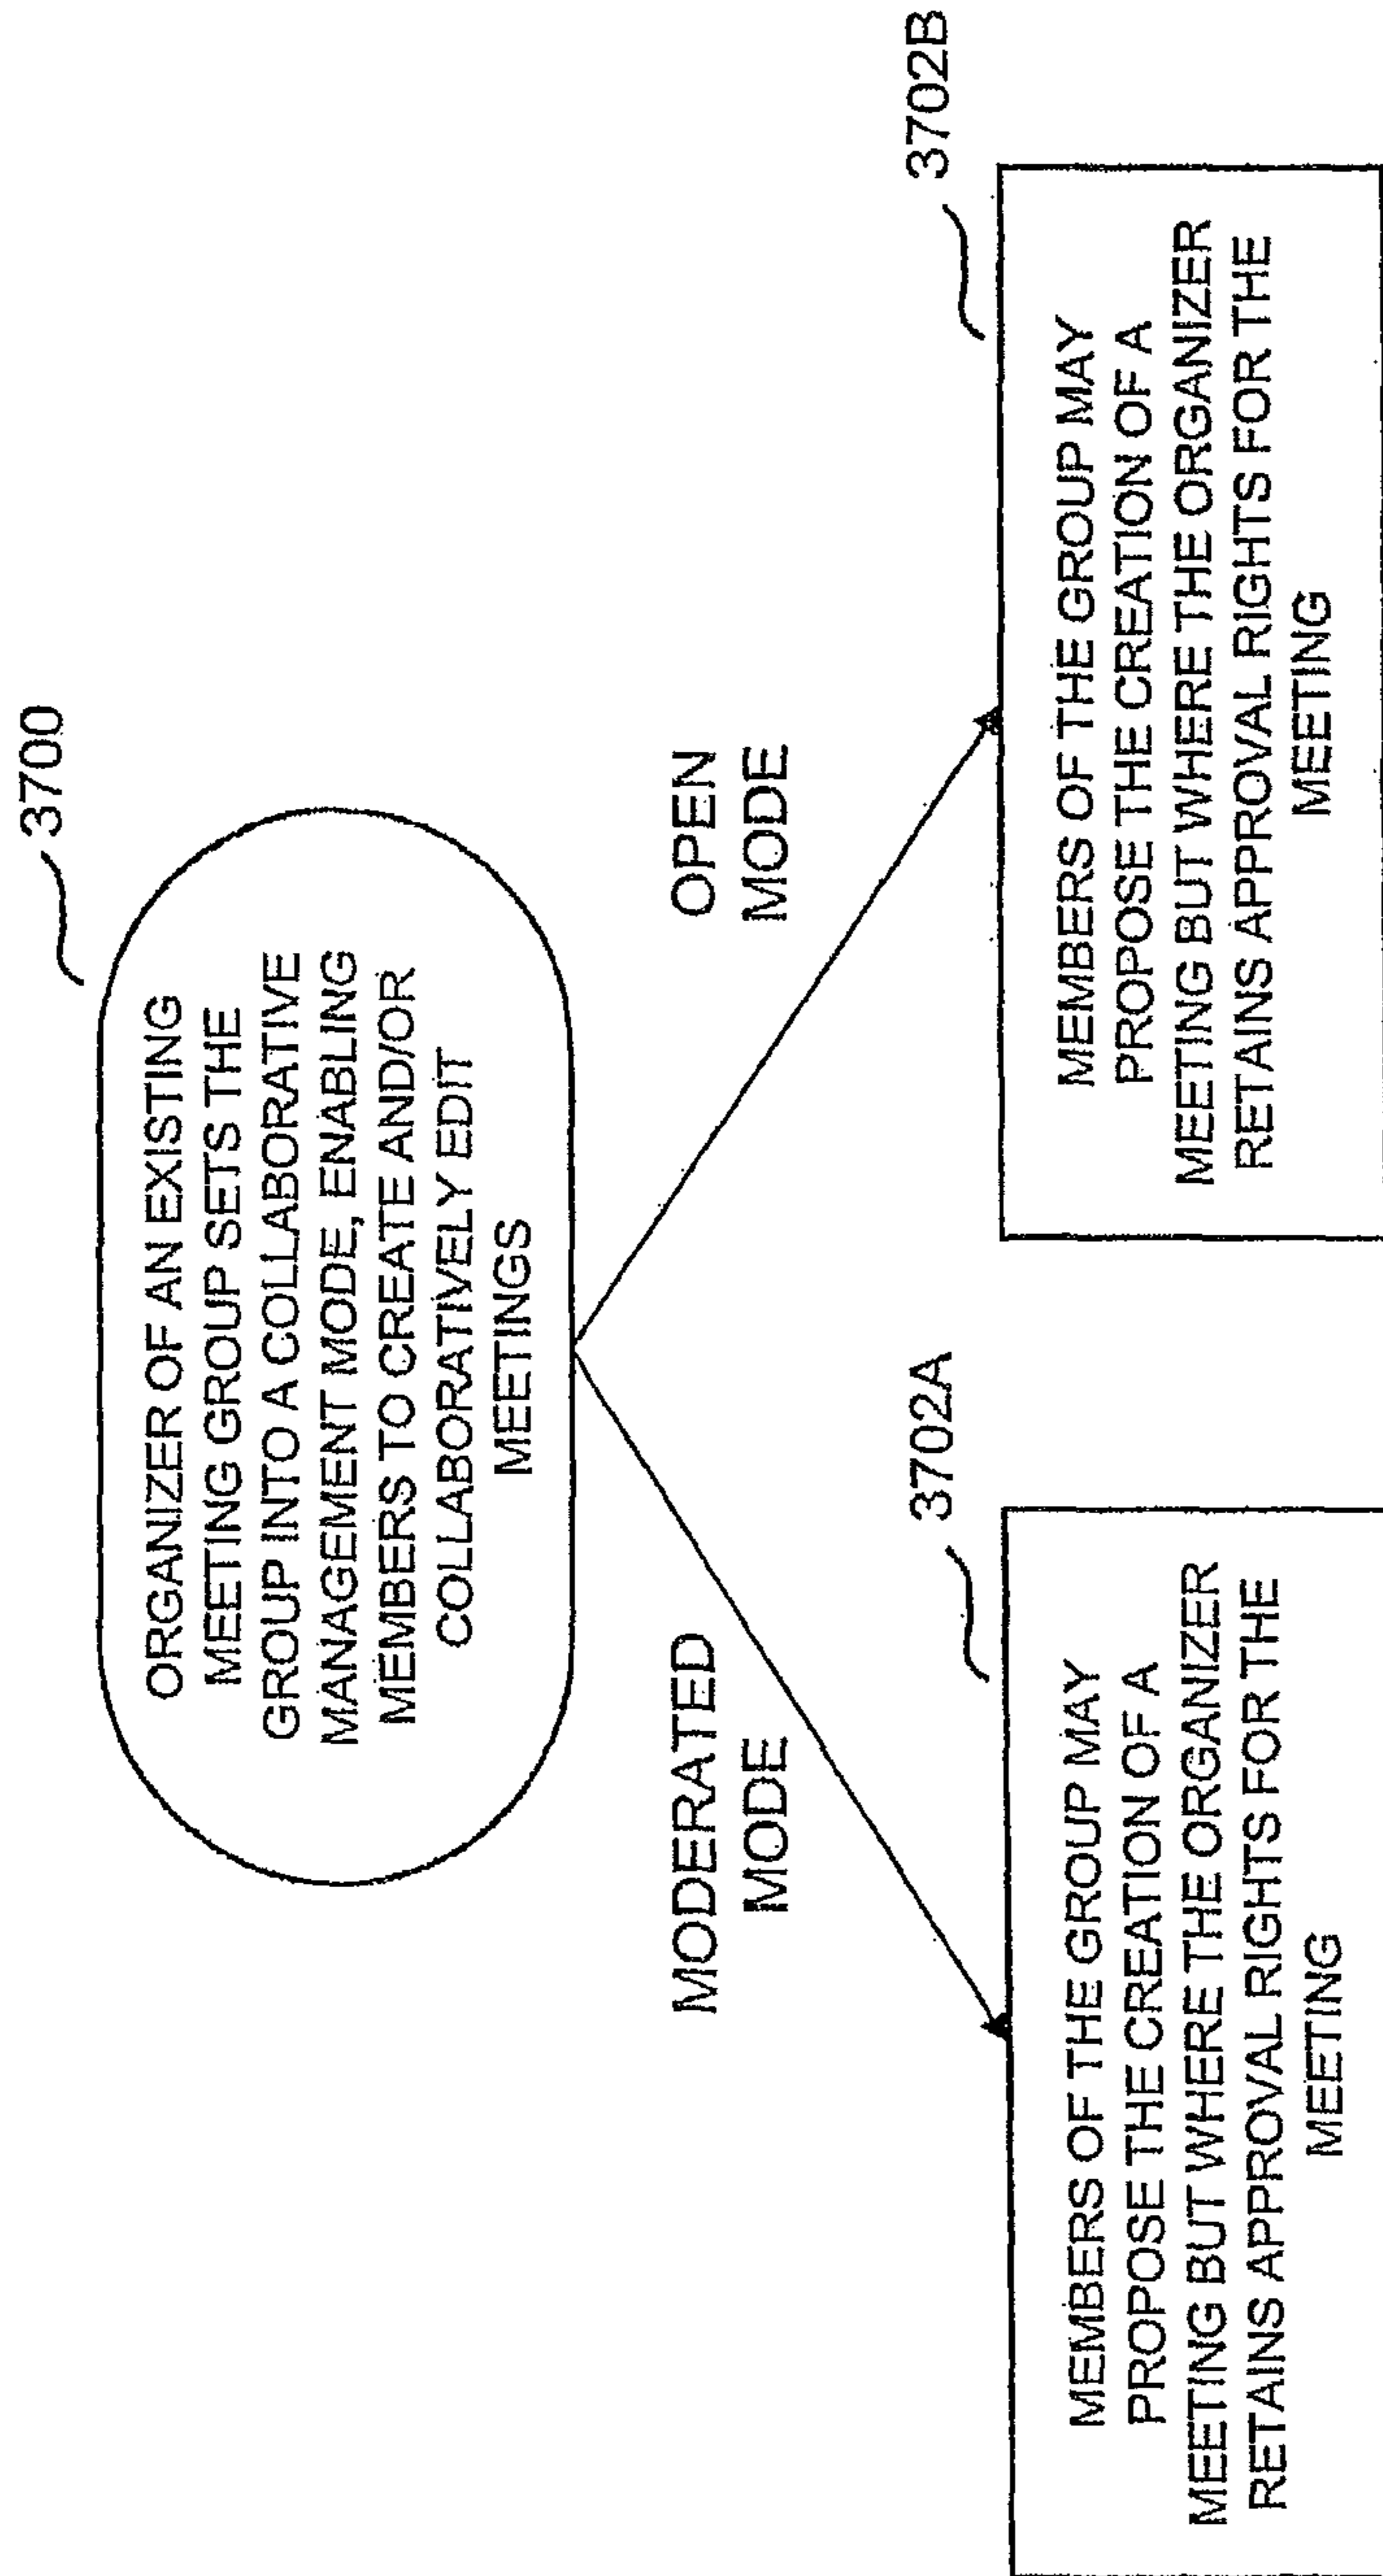 3700
ORGANIZER OF AN EXISTING
MEETING GROUP SETS THE
GROUP INTO A COLLABORATIVE
MANAGEMENT MODE, ENABLING
MEMBERS TO CREATE AND/OR
COLLABORATIVELY EDIT
MEETINGS
MODERATED
MODE
OPEN
MODE
3702A
MEMBERS OF THE GROUP MAY
PROPOSE THE CREATION OF A
MEETING BUT WHERE THE ORGANIZER
RETAINS APPROVAL RIGHTS FOR THE
MEETING
3702B
MEMBERS OF THE GROUP MAY
PROPOSE THE CREATION OF A
MEETING BUT WHERE THE ORGANIZER
RETAINS APPROVAL RIGHTS FOR THE
MEETING